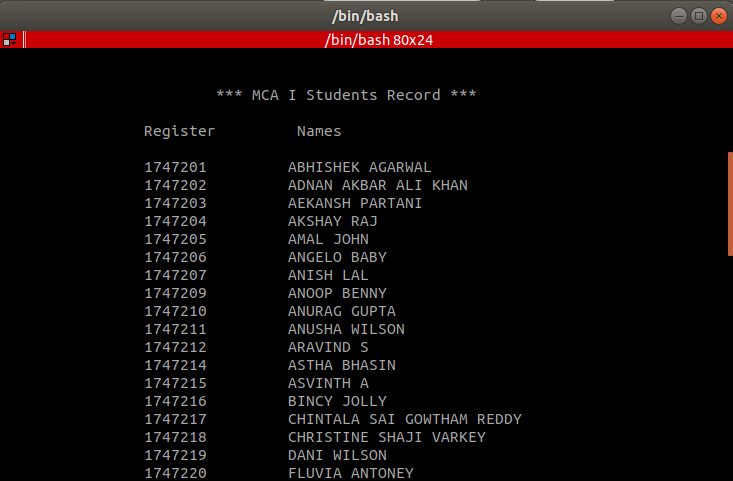 /bin/bash
/bin/bash 80x24
*** MCA I Students Record ***
Register Names
1747201 ABHISHEK AGARWAL
1747202 ADNAN AKBAR ALI KHAN
1747203 AEKANSH PARTANI
1747204 AKSHAY RAJ
1747205 AMAL JOHN
1747206 ANGELO BABY
1747207 ANISH LAL
1747209 ANOOP BENNY
1747210 ANURAG GUPTA
1747211 ANUSHA WILSON
1747212 ARAVIND S
1747214 ASTHA BHASIN
1747215 ASVINTH A
1747216 BINCY JOLLY
1747217 CHINTALA SAI GOWTHAM REDDY
1747218 CHRISTINE SHAJI VARKEY
1747219 DANI WILSON
1747220 FLUVIA ANTONEY